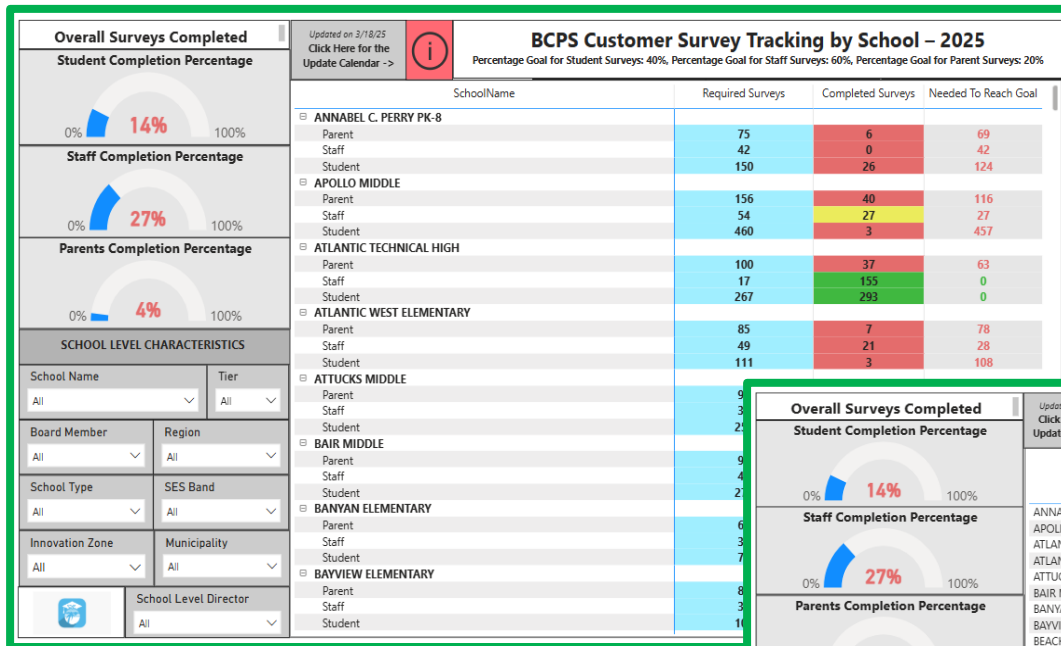 Overall Surveys Completed
Student Completion Percentage
0% 14% 100%
Staff Completion Percentage
0% 27% 100%
Parents Completion Percentage
0% 4% 100%
SCHOOL LEVEL CHARACTERISTICS
School Name Tier
All All
Board Member Region
All All
School Type SES Band
All All
Innovation Zone Municipality
All All
School Level Director
All
Updated on 3/18/25
Click Here for the
Update Calendar ->
i
BCPS Customer Survey Tracking by School – 2025
Percentage Goal for Student Surveys: 40%, Percentage Goal for Staff Surveys: 60%, Percentage Goal for Parent Surveys: 20%
SchoolName Required Surveys Completed Surveys Needed To Reach Goal
ANNABEL C. PERRY PK-8
Parent 75 6 69
Staff 42 0 42
Student 150 26 124
APOLLO MIDDLE
Parent 156 40 116
Staff 54 27 27
Student 460 3 457
ATLANTIC TECHNICAL HIGH
Parent 100 37 63
Staff 17 155 0
Student 267 293 0
ATLANTIC WEST ELEMENTARY
Parent 85 7 78
Staff 49 21 28
Student 111 3 108
ATTUCKS MIDDLE
Parent
Staff
Student
BAIR MIDDLE
Parent
Staff
Student
BANYAN ELEMENTARY
Parent
Staff
Student
BAYVIEW ELEMENTARY
Parent
Staff
Student
Overall Surveys Completed
Student Completion Percentage
0% 14% 100%
Staff Completion Percentage
0% 27% 100%
Parents Completion Percentage
Click
ATTUC
BAIR
BANYA
BAYVI
BEACH